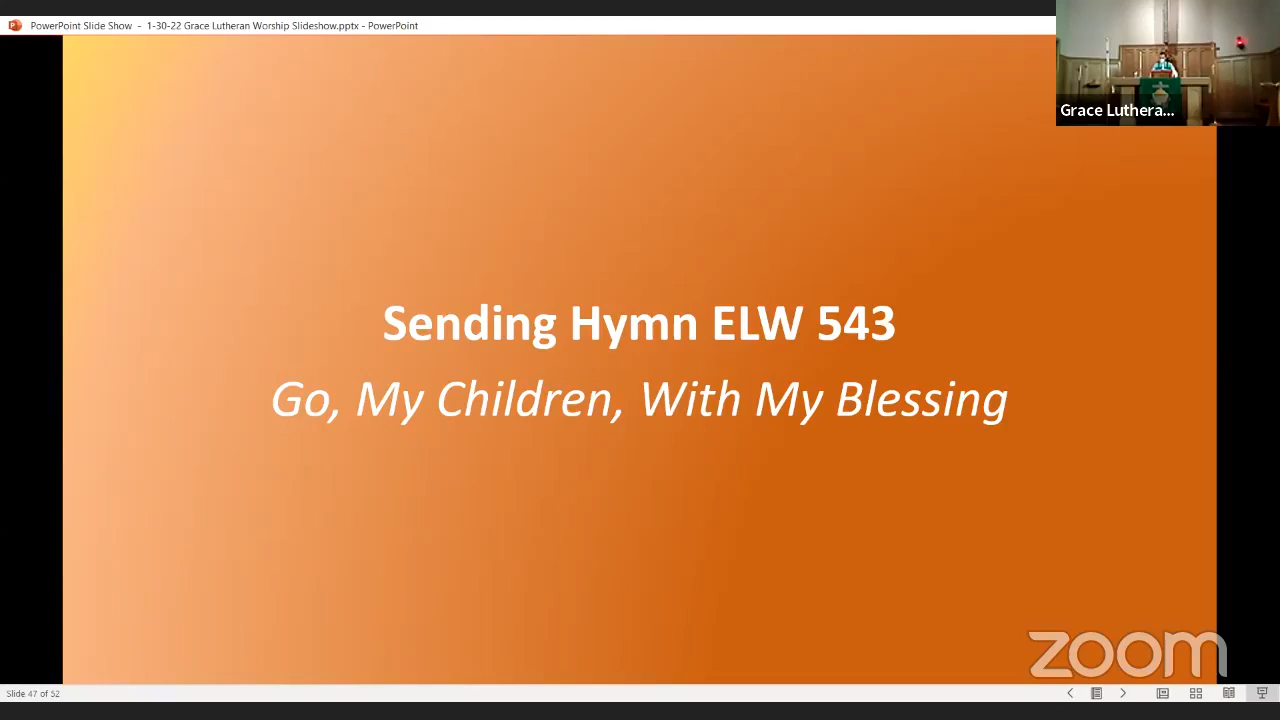 PowerPoint Slide Show - 1-30-22 Grace Lutheran Worship Slideshow.pptx - PowerPoint
Grace Luthera...
Sending Hymn ELW 543
Go, My Children, With My Blessing
zoom
Slide 47 of 52